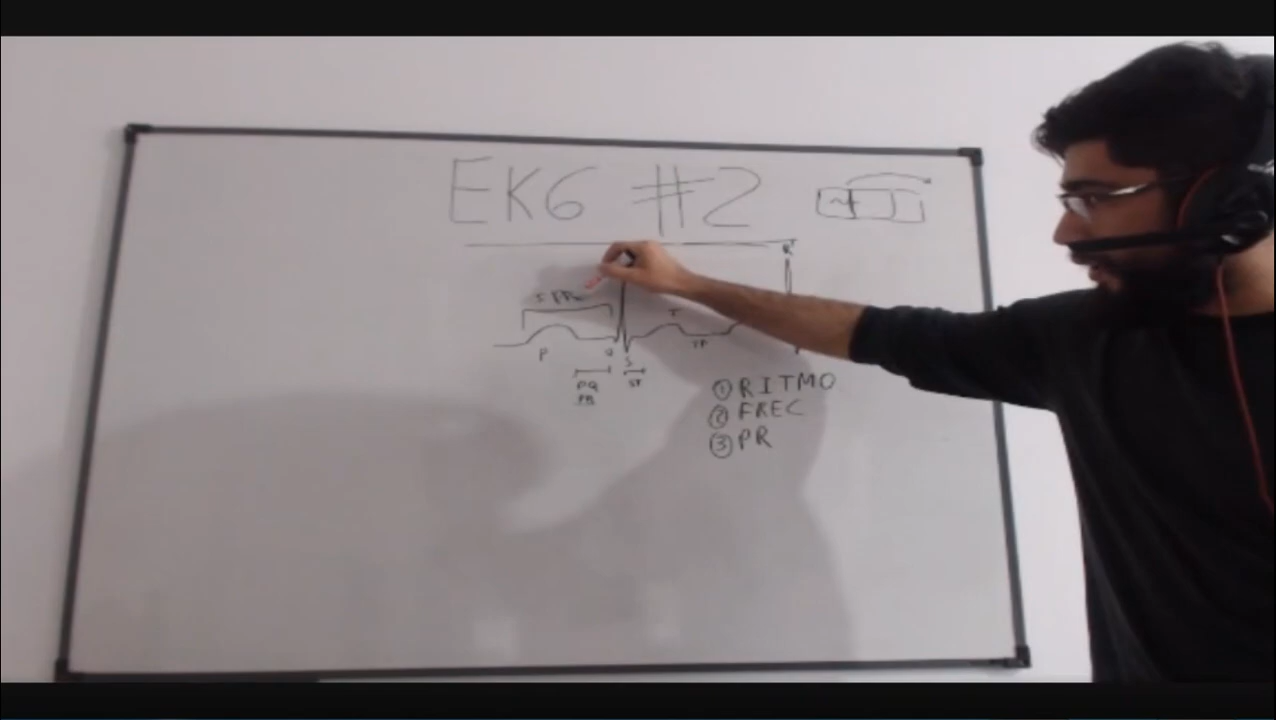 EKG #2
R
T
P
Q
S
TP
PQ
ST
PR
① RITMO
② FREC
③ PR